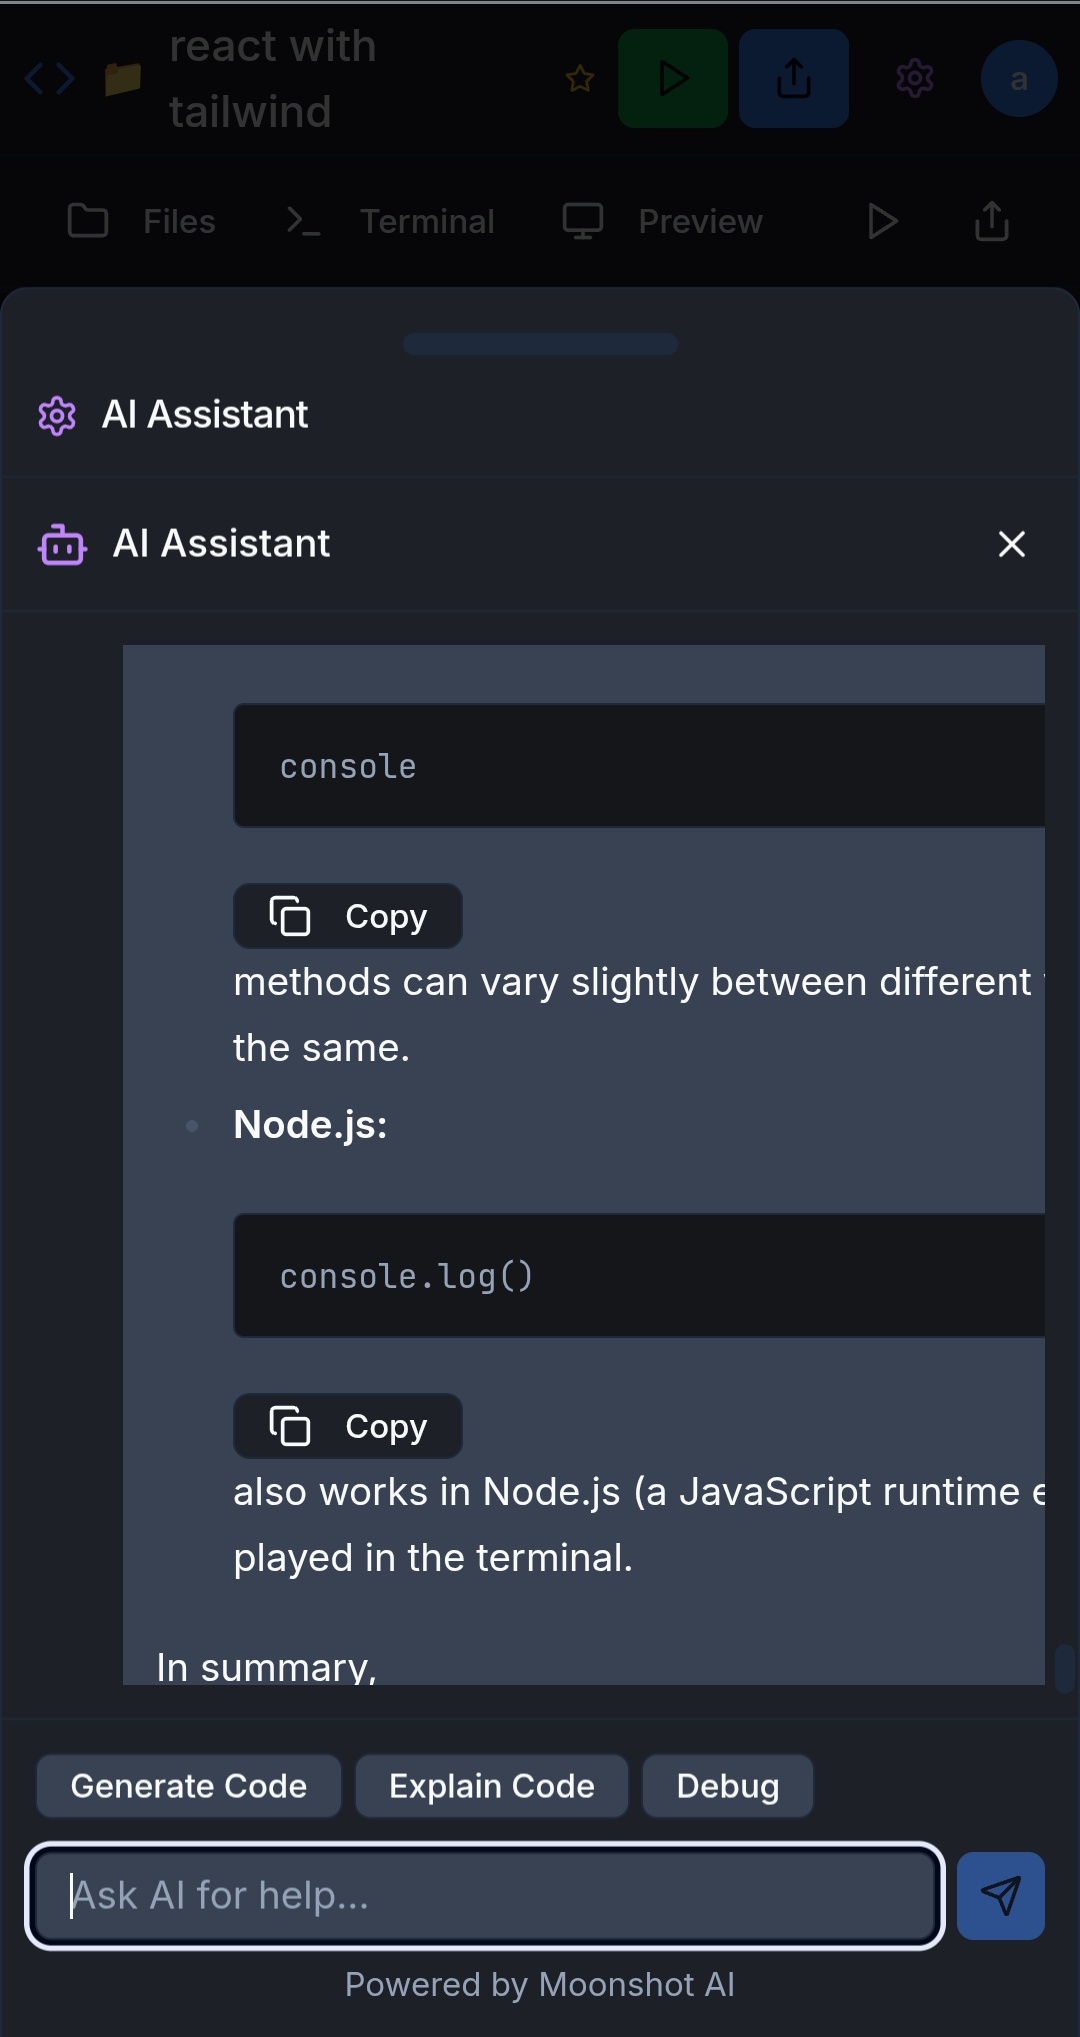 react with
tailwind
a
Files
Terminal
Preview
AI Assistant
AI Assistant
console
Copy
methods can vary slightly between different
the same.
Node.js:
console.log()
Copy
also works in Node.js (a JavaScript runtime
played in the terminal.
In summary,
Generate Code
Explain Code
Debug
Ask AI for help...
Powered by Moonshot AI